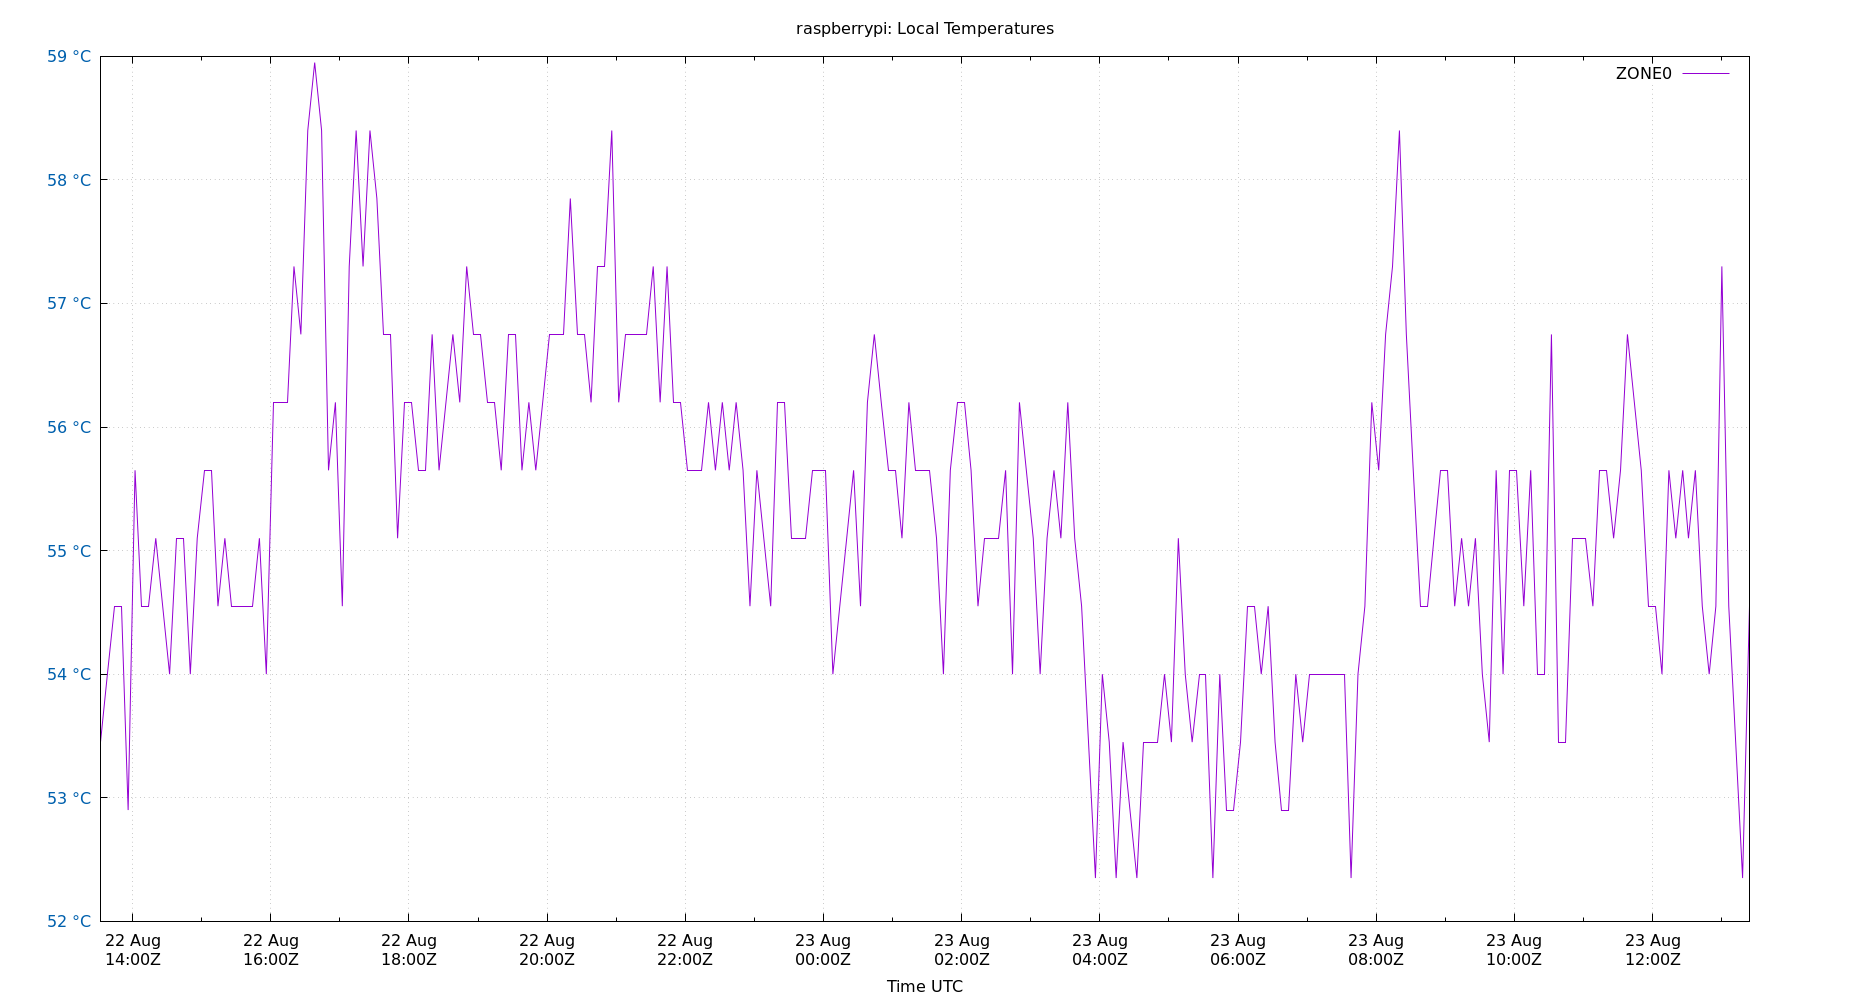 raspberrypi: Local Temperatures
59 °C
ZONE0
58 °C
57 °C
56 °C
55 °C
54 °C
53 °C
52 °C
22 Aug 22 Aug 22 Aug 22 Aug 22 Aug 23 Aug 23 Aug 23 Aug 23 Aug 23 Aug 23 Aug 23 Aug
14:00Z 16:00Z 18:00Z 20:00Z 22:00Z 00:00Z 02:00Z 04:00Z 06:00Z 08:00Z 10:00Z 12:00Z
Time UTC